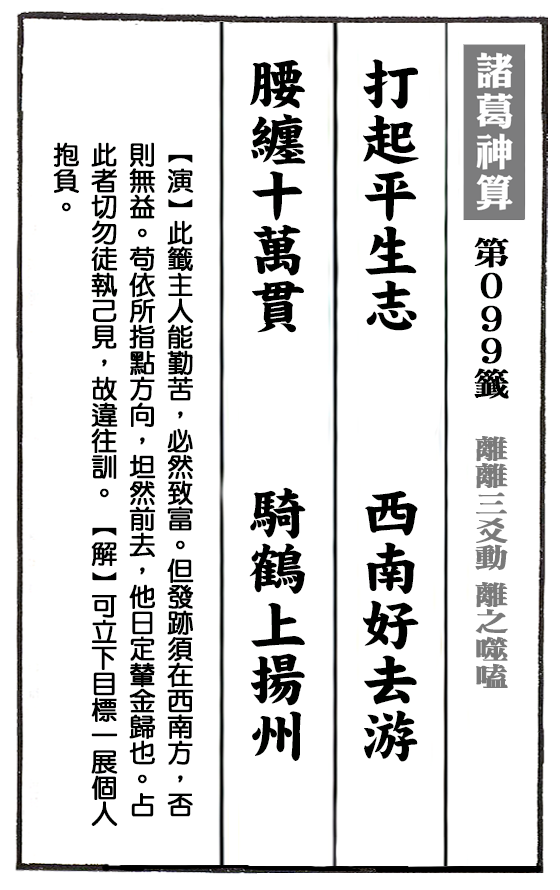 諸葛神算 第099籤 離離三爻動 離之噬嗑
打起平生志 西南好去游
腰纏十萬貫 騎鶴上揚州
【演】此籤主人能勤苦，必然致富。但發跡須在西南方，否
則無益。苟依所指點方向，坦然前去，他日定輦金歸也。占
此者切勿徒執己見，故違往訓。【解】可立下目標一展個人
抱負。